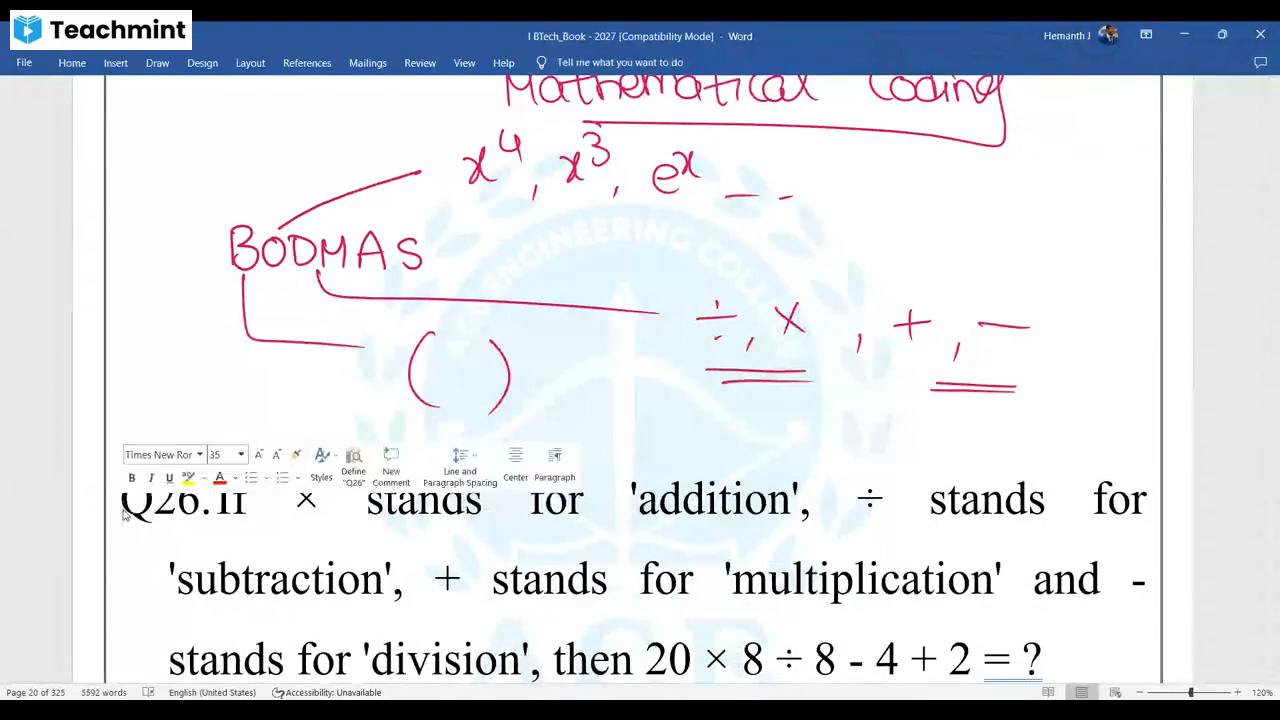 Teachmint
I BTech_Book - 2027 [Compatibility Mode] - Word
Hemanth J
File Home Insert Draw Design Layout References Mailings Review View Help Tell me what you want to do
Mathematical Coding
x⁴, x³, eˣ _ _
BODMAS
÷, × , +, −
( )
Times New Ror 35
Styles Define "Q26" New Comment Line and Paragraph Spacing Center Paragraph
B I U A
ENGINEERING COLL
Q26.If × stands for 'addition', ÷ stands for
'subtraction', + stands for 'multiplication' and -
stands for 'division', then 20 × 8 ÷ 8 - 4 + 2 = ?
Page 20 of 325 5592 words English (United States) Accessibility: Unavailable 120%